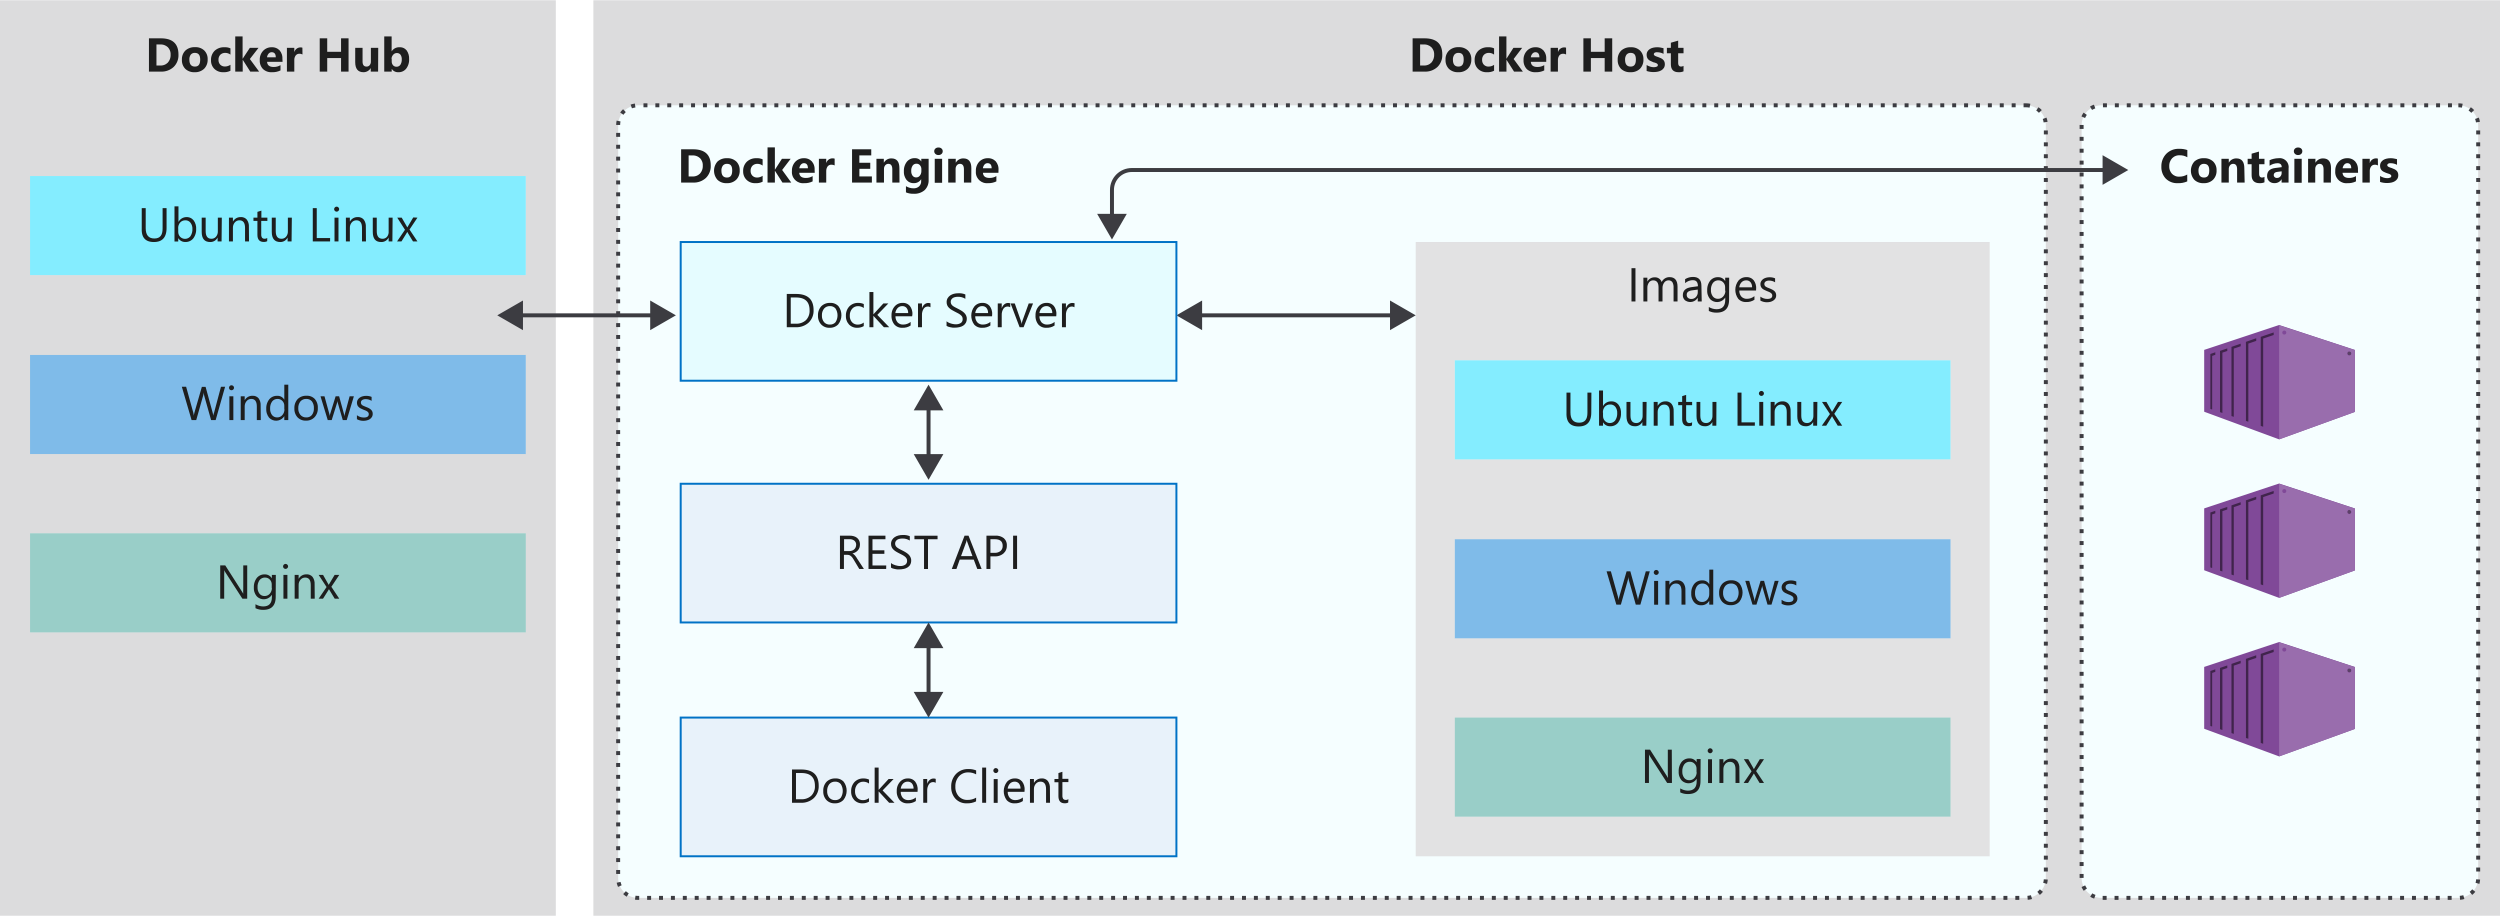 Docker Hub
Ubuntu Linux
Windows
Nginx
Docker Host
Docker Engine
Docker Server
REST API
Docker Client
Images
Ubuntu Linux
Windows
Nginx
Containers